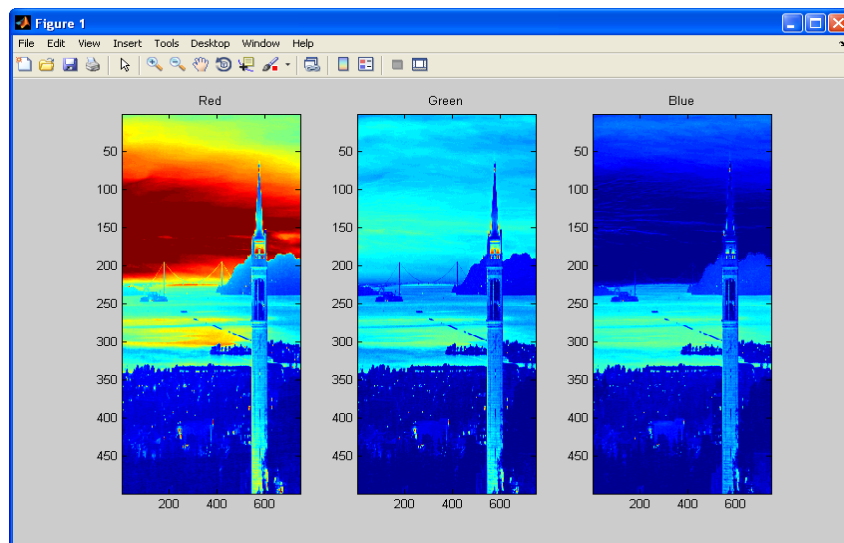 Figure 1
File Edit View Insert Tools Desktop Window Help
Red Green Blue
50 50 50
100 100 100
150 150 150
200 200 200
250 250 250
300 300 300
350 350 350
400 400 400
450 450 450
200 400 600 200 400 600 200 400 600